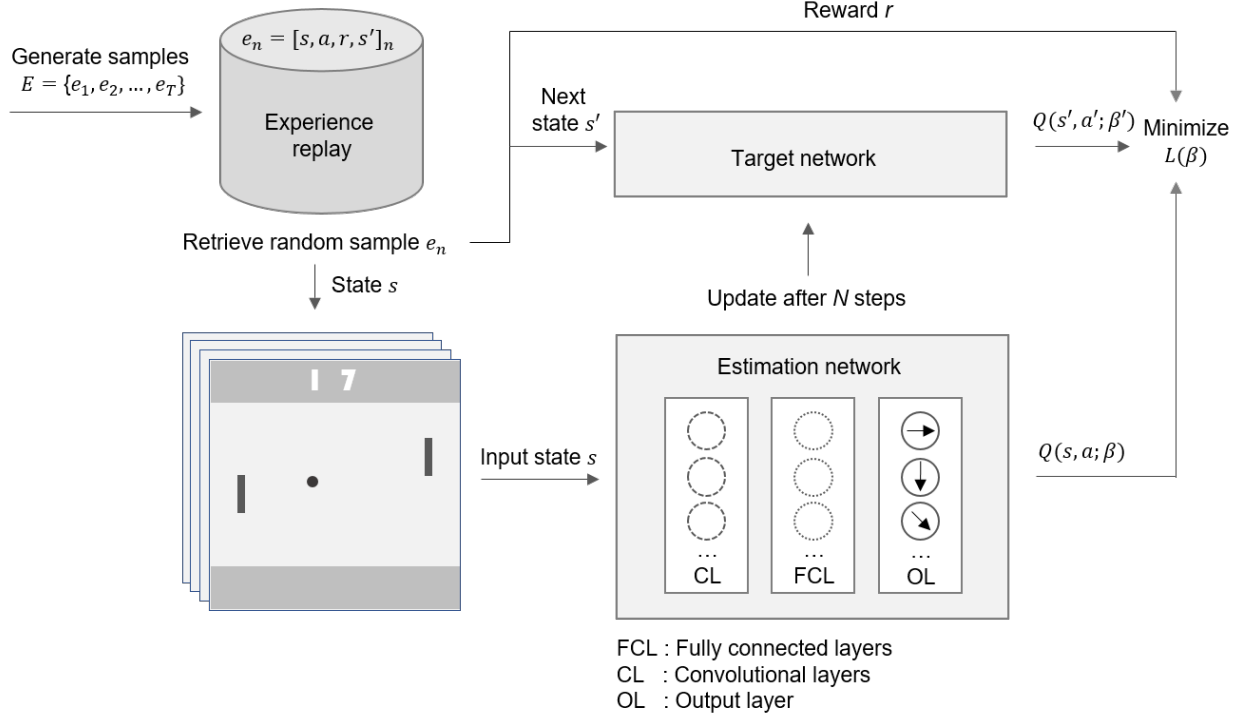 Reward r
Generate samples
E = {e₁, e₂, … , e_T}
eₙ = [s, a, r, s′]ₙ
Experience
replay
Next
state s′
Target network
Q(s′, a′; β′)
Minimize
L(β)
Retrieve random sample eₙ
State s
Update after N steps
1 7
Input state s
Estimation network
Q(s, a; β)
… … …
CL FCL OL
FCL : Fully connected layers
CL : Convolutional layers
OL : Output layer